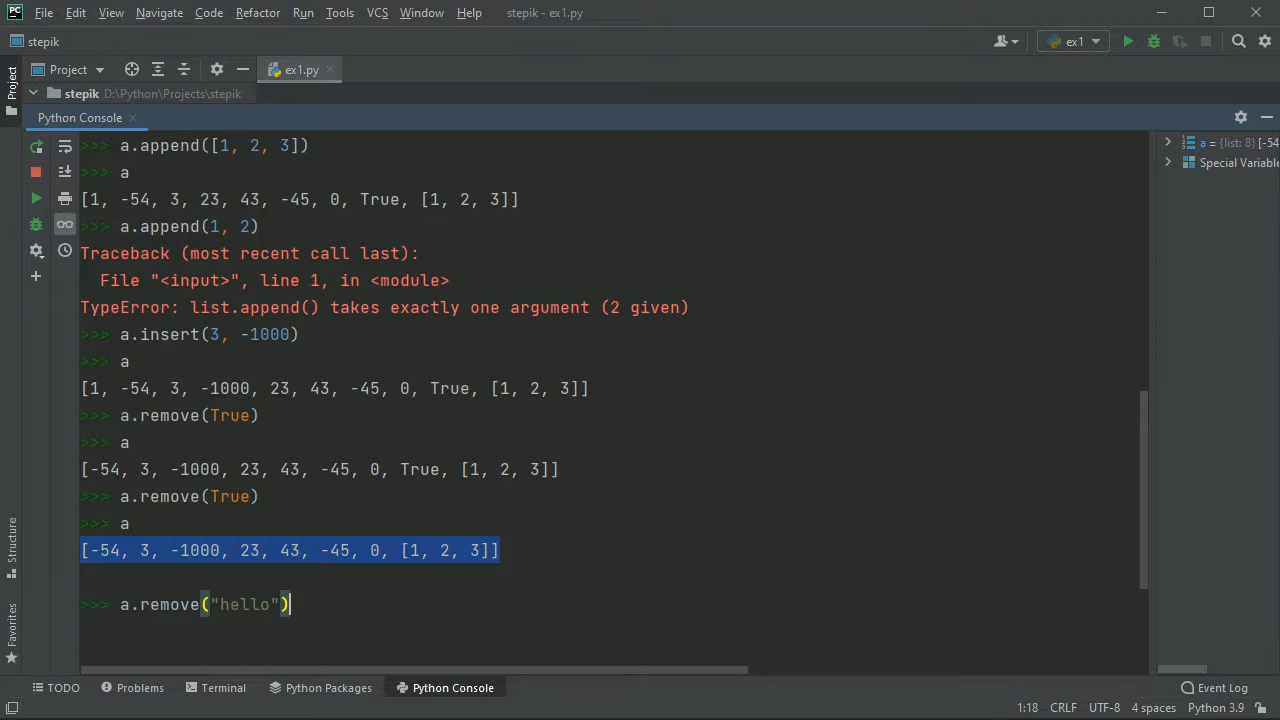 PC File Edit View Navigate Code Refactor Run Tools VCS Window Help stepik - ex1.py
stepik ex1
Project Project ex1.py
stepik D:\Python\Projects\stepik
Python Console
>>> a.append([1, 2, 3])
a = {list: 8} [-54
>>> a
Special Variable
[1, -54, 3, 23, 43, -45, 0, True, [1, 2, 3]]
>>> a.append(1, 2)
Traceback (most recent call last):
File "<input>", line 1, in <module>
TypeError: list.append() takes exactly one argument (2 given)
>>> a.insert(3, -1000)
>>> a
[1, -54, 3, -1000, 23, 43, -45, 0, True, [1, 2, 3]]
>>> a.remove(True)
>>> a
[-54, 3, -1000, 23, 43, -45, 0, True, [1, 2, 3]]
>>> a.remove(True)
>>> a
[-54, 3, -1000, 23, 43, -45, 0, [1, 2, 3]]
>>> a.remove("hello")
Structure
Favorites
TODO Problems Terminal Python Packages Python Console Event Log
1:18 CRLF UTF-8 4 spaces Python 3.9